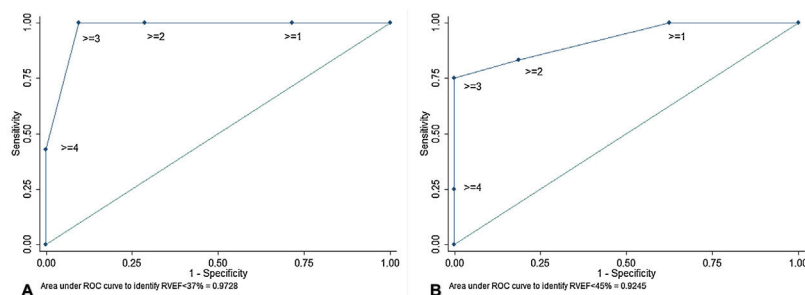 1.00
0.75
0.50
0.25
0.00
Sensitivity
>=3
>=2
>=1
>=4
0.00 0.25 0.50 0.75 1.00
1 - Specificity
A Area under ROC curve to identify RVEF<37% = 0.9728
1.00
0.75
0.50
0.25
0.00
Sensitivity
>=1
>=2
>=3
>=4
0.00 0.25 0.50 0.75 1.00
1 - Specificity
B Area under ROC curve to identify RVEF<45% = 0.9245